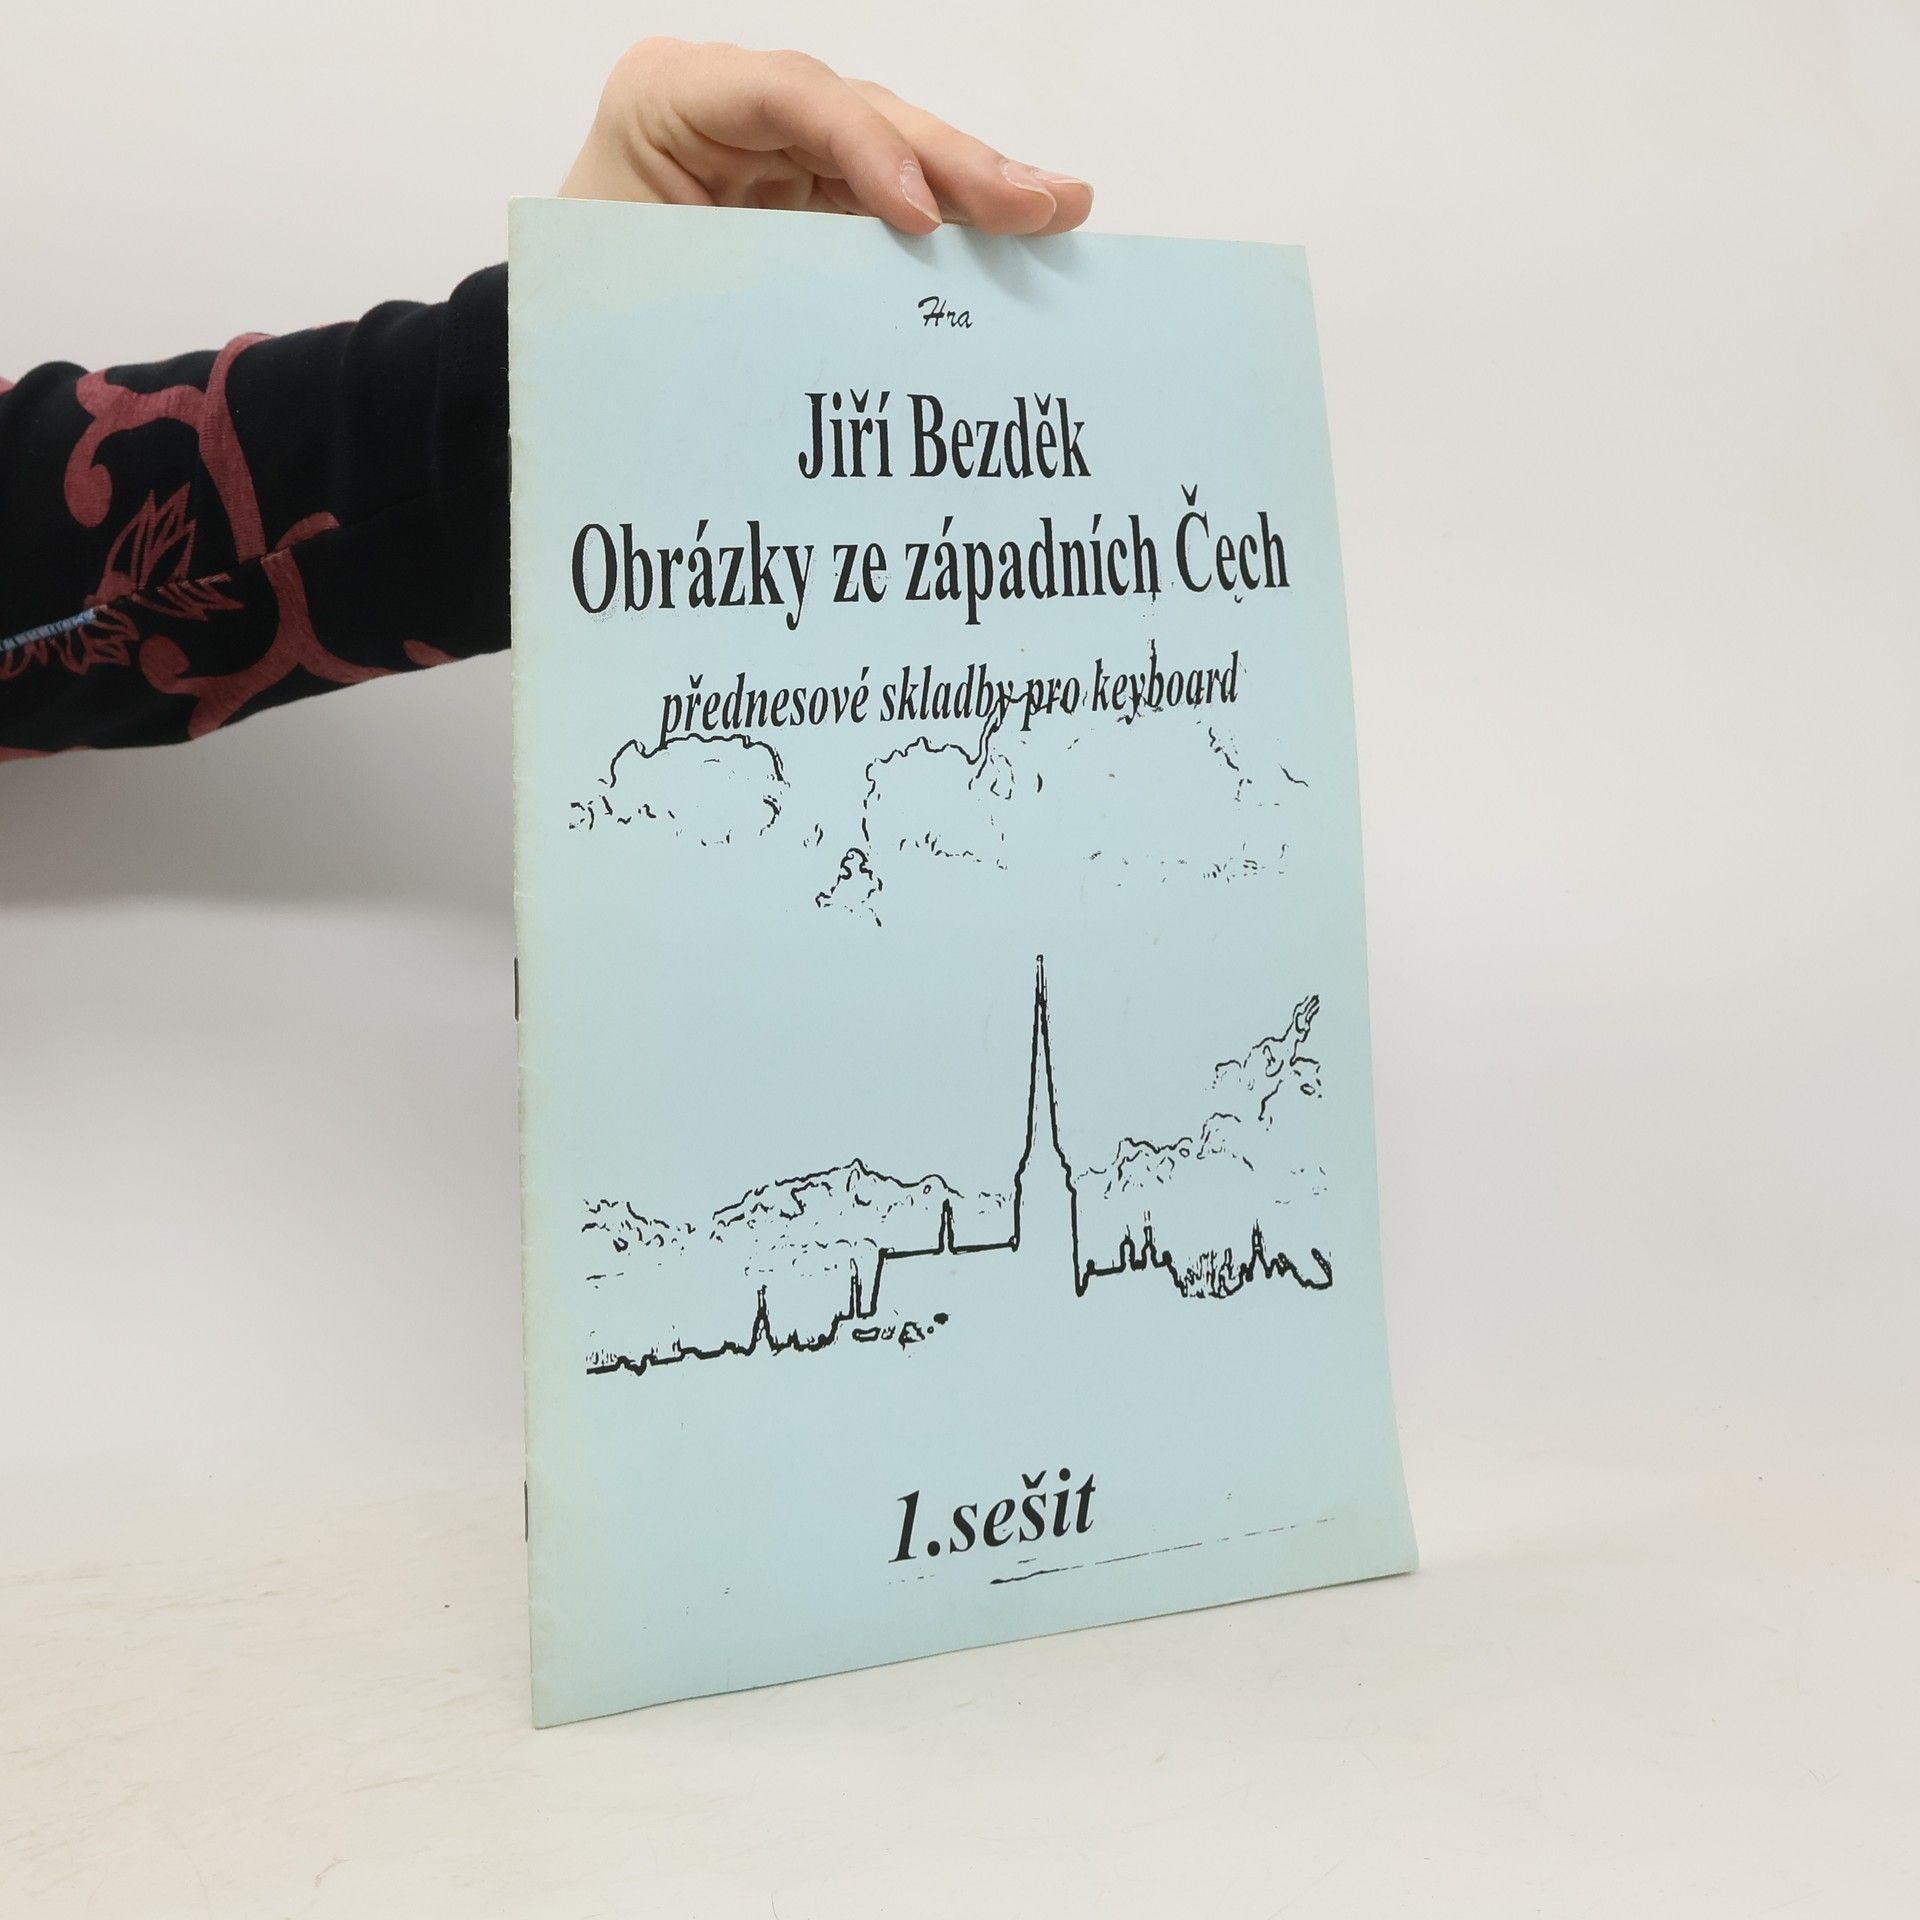 Hra
Jiří Bezděk
Obrázky ze západních Čech
přednesové skladby pro keyboard
1.sešit